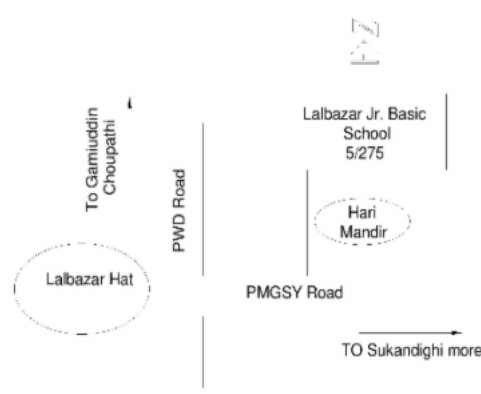 N
Lalbazar Jr. Basic
School
5/275
To Gamiuddin
Choupathi
PWD Road
Hari
Mandir
Lalbazar Hat
PMGSY Road
TO Sukandighi more